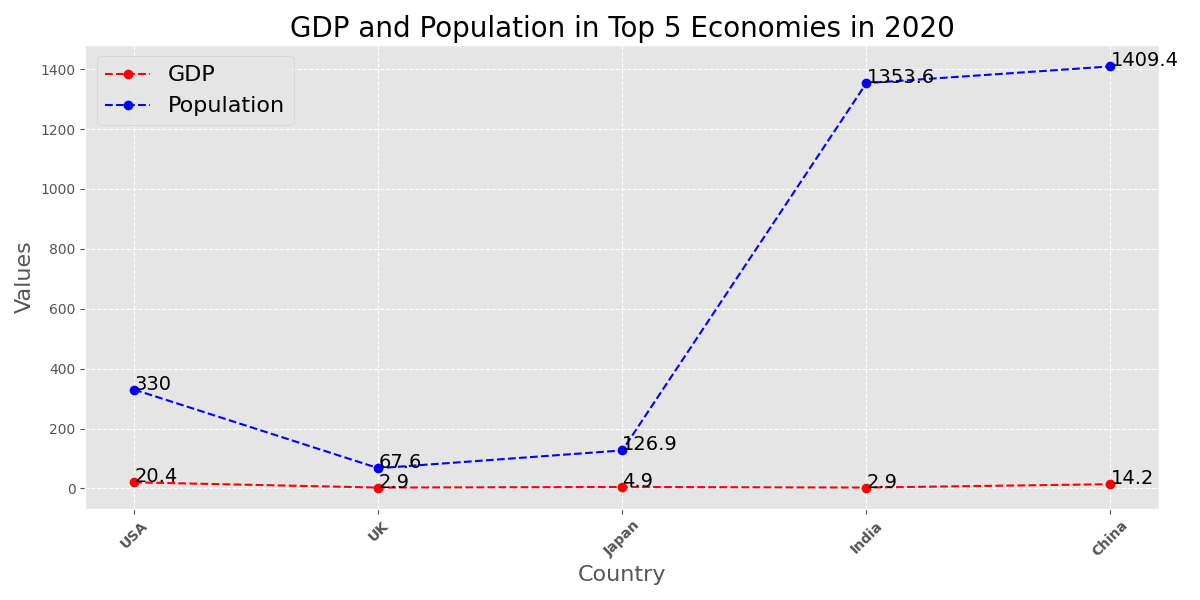 GDP and Population in Top 5 Economies in 2020
GDP
Population
Values
1400
1200
1000
800
600
400
200
0
330
67.6
126.9
1353.6
1409.4
20.4
2.9
4.9
2.9
14.2
USA
UK
Japan
India
China
Country